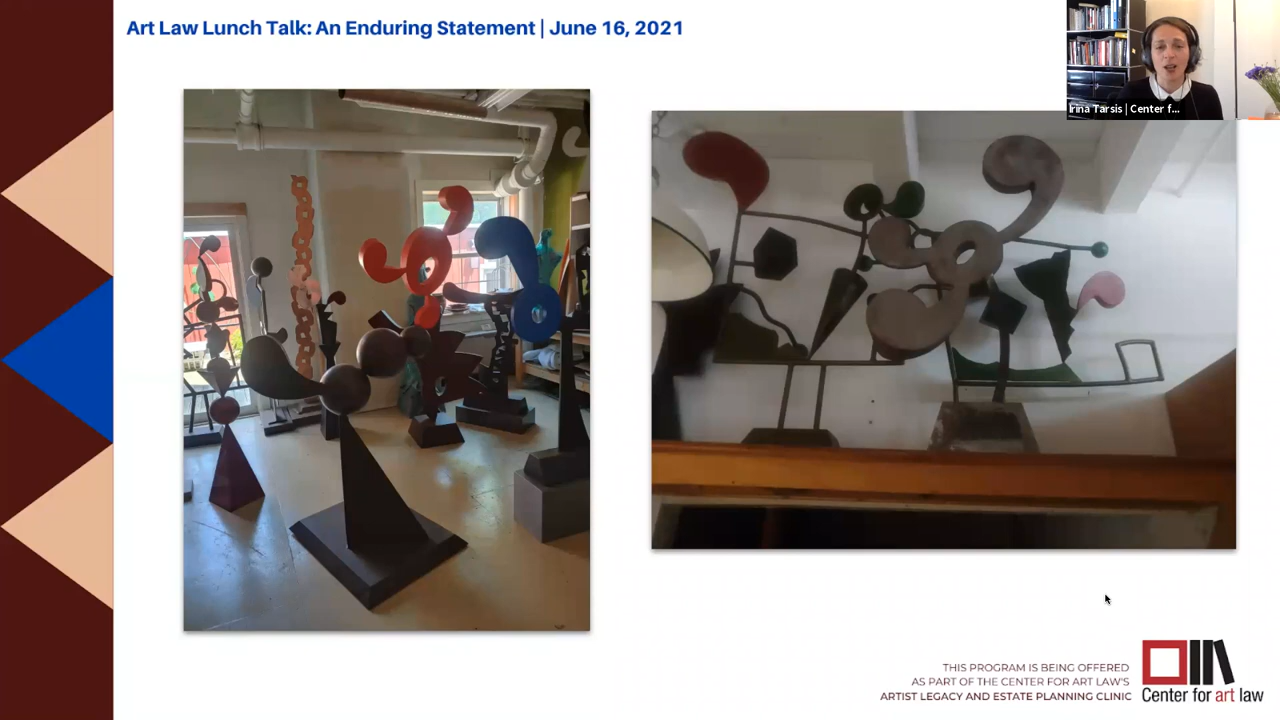 Art Law Lunch Talk: An Enduring Statement | June 16, 2021
Irina Tarsis | Center f...
THIS PROGRAM IS BEING OFFERED
AS PART OF THE CENTER FOR ART LAW'S
ARTIST LEGACY AND ESTATE PLANNING CLINIC
Center for art law